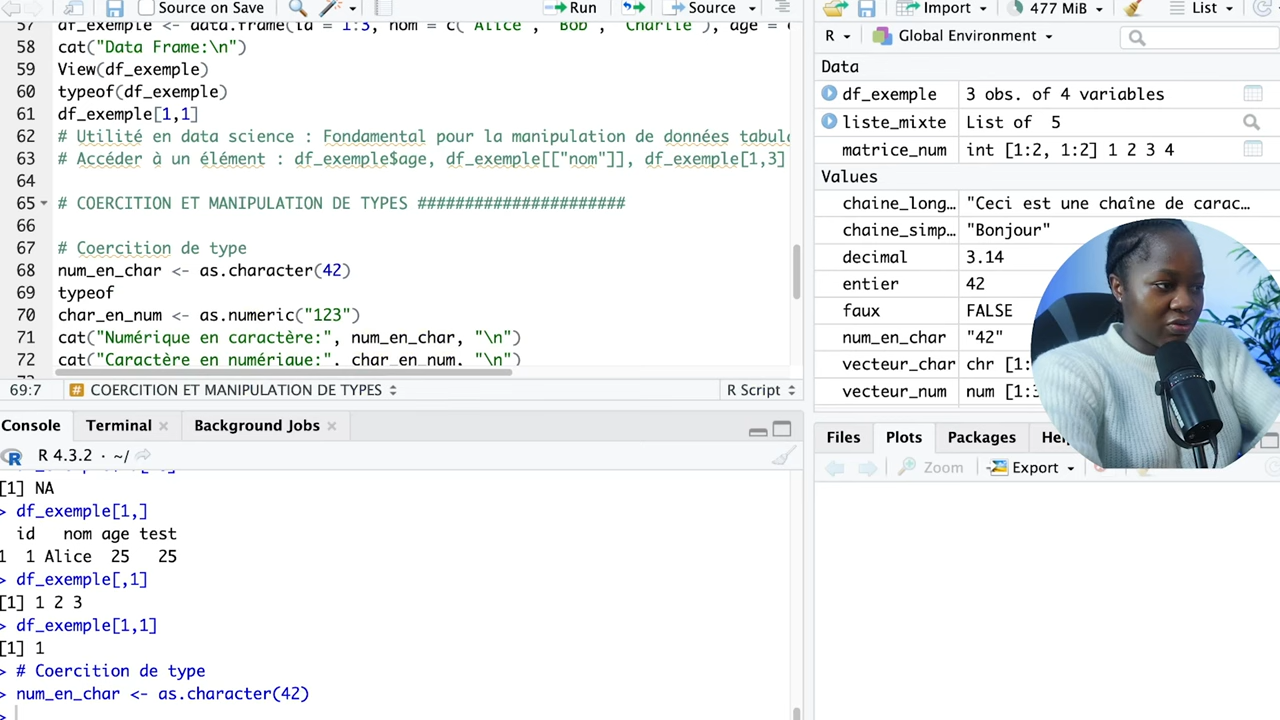 Source on Save
Run
Source
57 df_exemple <- data.frame(id = 1:3, nom = c("Alice", "Bob", "Charlie"), age =
58 cat("Data Frame:\n")
59 View(df_exemple)
60 typeof(df_exemple)
61 df_exemple[1,1]
62 # Utilité en data science : Fondamental pour la manipulation de données
63 # Accéder à un élément : df_exemple$age, df_exemple[["nom"]], df_exemple[1,3]
64
65 # COERCITION ET MANIPULATION DE TYPES ######################
66
67 # Coercition de type
68 num_en_char <- as.character(42)
69 typeof
70 char_en_num <- as.numeric("123")
71 cat("Numérique en caractère:", num_en_char, "\n")
72 cat("Caractère en numérique:", char_en_num, "\n")
69:7 # COERCITION ET MANIPULATION DE TYPES R Script
Console Terminal Background Jobs
R 4.3.2 · ~/
[1] NA
> df_exemple[1,]
id nom age test
1 1 Alice 25 25
> df_exemple[,1]
[1] 1 2 3
> df_exemple[1,1]
[1] 1
> # Coercition de type
> num_en_char <- as.character(42)
>
Import 477 MiB List
R Global Environment
Data
df_exemple 3 obs. of 4 variables
liste_mixte List of 5
matrice_num int [1:2, 1:2] 1 2 3 4
Values
chaine_long… "Ceci est une chaîne de carac…
chaine_simp… "Bonjour"
decimal 3.14
entier 42
faux FALSE
num_en_char "42"
vecteur_char chr [1:
vecteur_num num [1:3
Files Plots Packages
Zoom Export